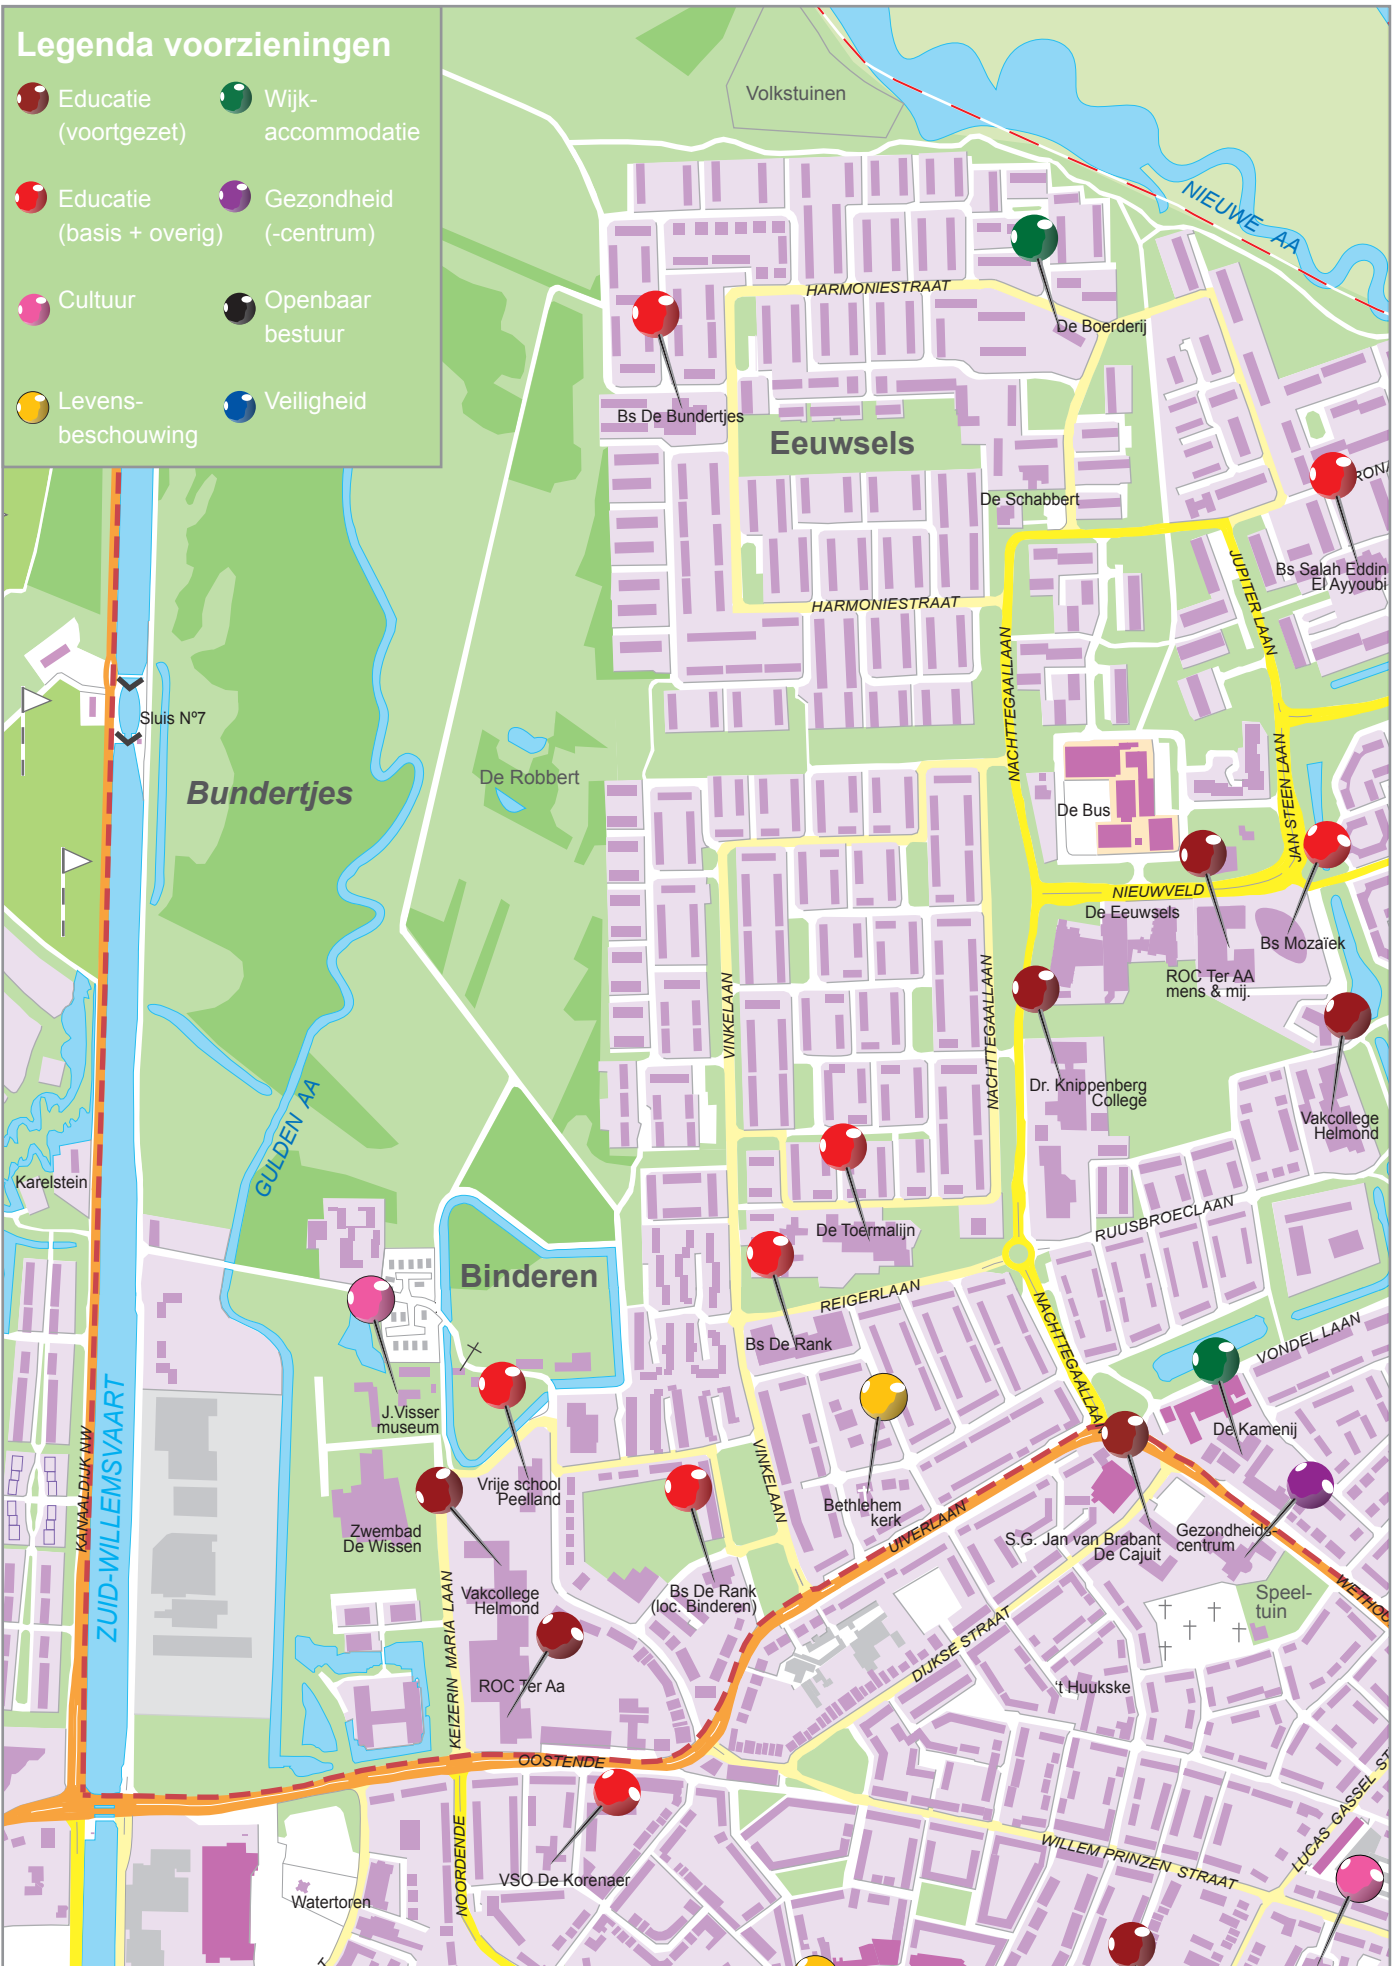 Legenda voorzieningen
Educatie
(voortgezet)
Wijk-
accommodatie
Educatie
(basis + overig)
Gezondheid
(-centrum)
Cultuur
Openbaar
bestuur
Levens-
beschouwing
Veiligheid
Volkstuinen
NIEUWE AA
HARMONIESTRAAT
De Boerderij
Bs De Bundertjes
Eeuwsels
De Schabbert
Bs Salah Eddin
El Ayyoubi
JUPITER LAAN
HARMONIESTRAAT
NACHTTEGAALLAAN
Sluis Nº7
Bundertjes
De Robbert
De Bus
JAN STEEN LAAN
NIEUWVELD
De Eeuwsels
Bs Mozaïek
ROC Ter AA
mens & mij.
VINKELAAN
NACHTTEGAALLAAN
Dr. Knippenberg
College
Vakcollege
Helmond
GULDEN AA
Karelstein
RUUSBROECLAAN
De Toermalijn
Binderen
REIGERLAAN
Bs De Rank
NACHTTEGAALLAA
VONDEL LAAN
J.Visser
museum
De Kamenij
KANAALDIJK NW
ZUID-WILLEMSVAART
Vrije school
Peelland
VINKELAAN
Bethlehem
kerk
Zwembad
De Wissen
UIVERLAAN
S.G. Jan van Brabant
De Cajuit
Gezondheids-
centrum
Vakcollege
Helmond
Bs De Rank
(loc. Binderen)
Speel-
tuin
WETHOU
KEIZERIN MARIA LAAN
DIJKSE STRAAT
ROC Ter Aa
't Huukske
OOSTENDE
NOORDENDE
VSO De Korenaer
WILLEM PRINZEN STRAAT
LUCAS GASSEL ST
Watertoren